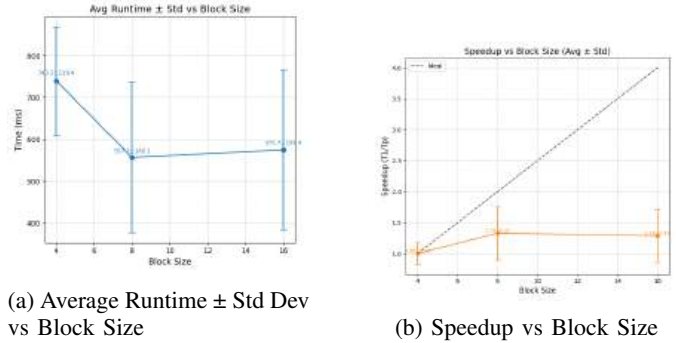 Avg Runtime ± Std vs Block Size
Time (ms)
800
700
600
500
400
4 6 8 10 12 14 16
Block Size
(a) Average Runtime ± Std Dev
vs Block Size
Speedup vs Block Size (Avg ± Std)
Ideal
Speedup (T1/Tp)
4.0
3.5
3.0
2.5
2.0
1.5
1.0
4 6 8 10 12 14 16
Block Size
(b) Speedup vs Block Size